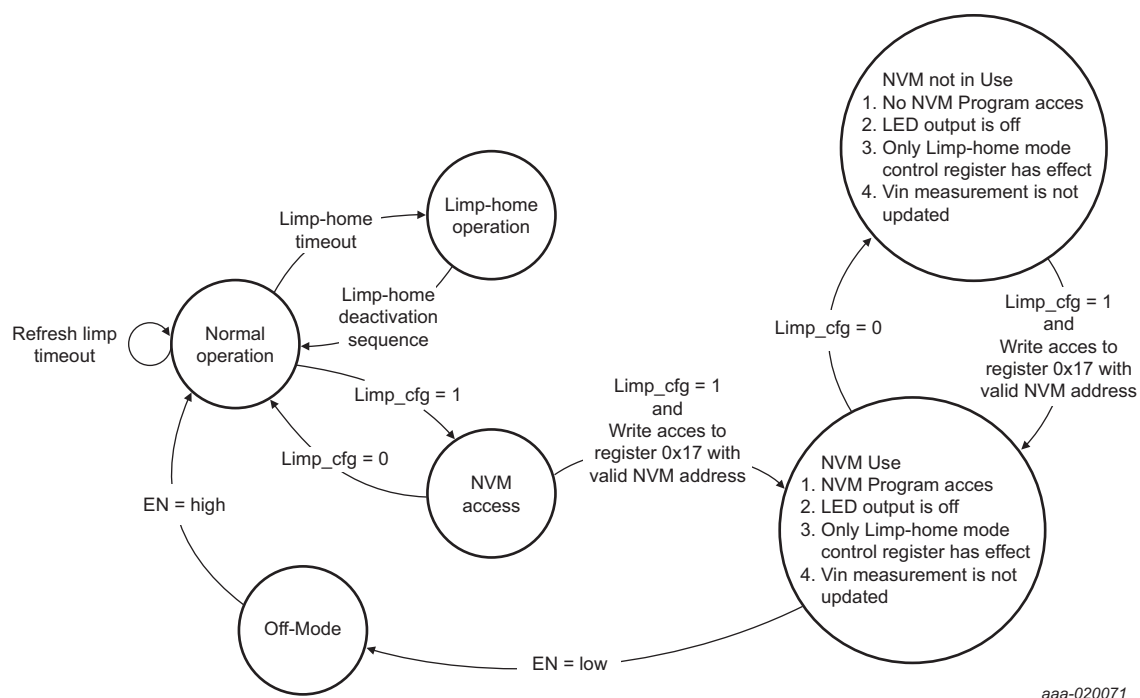 NVM not in Use
1. No NVM Program acces
2. LED output is off
3. Only Limp-home mode
control register has effect
4. Vin measurement is not
updated
Limp-home
timeout
Limp-home
operation
Limp-home
deactivation
sequence
Refresh limp
timeout
Normal
operation
Limp_cfg = 1
Limp_cfg = 0
NVM
access
EN = high
Off-Mode
EN = low
Limp_cfg = 1
and
Write acces to
register 0x17 with
valid NVM address
Limp_cfg = 0
Limp_cfg = 1
and
Write acces to
register 0x17 with
valid NVM address
NVM Use
1. NVM Program acces
2. LED output is off
3. Only Limp-home mode
control register has effect
4. Vin measurement is not
updated
aaa-020071